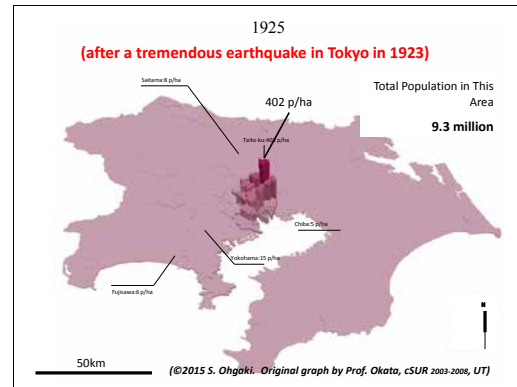 1925
(after a tremendous earthquake in Tokyo in 1923)
Saitama:8 p/ha
402 p/ha
Total Population in This
Area
9.3 million
Taito-ku:402 p/ha
Chiba:5 p/ha
Yokohama:15 p/ha
Fujisawa:6 p/ha
N
50km
(©2015 S. Ohgaki. Original graph by Prof. Okata, cSUR 2003-2008, UT)